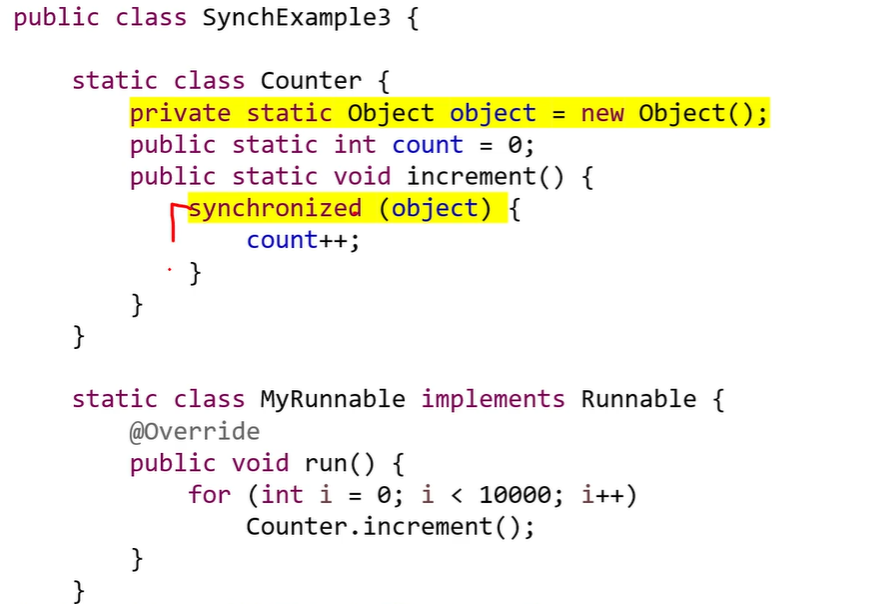 public class SynchExample3 {
static class Counter {
private static Object object = new Object();
public static int count = 0;
public static void increment() {
synchronized (object) {
count++;
}
}
}
static class MyRunnable implements Runnable {
@Override
public void run() {
for (int i = 0; i < 10000; i++)
Counter.increment();
}
}